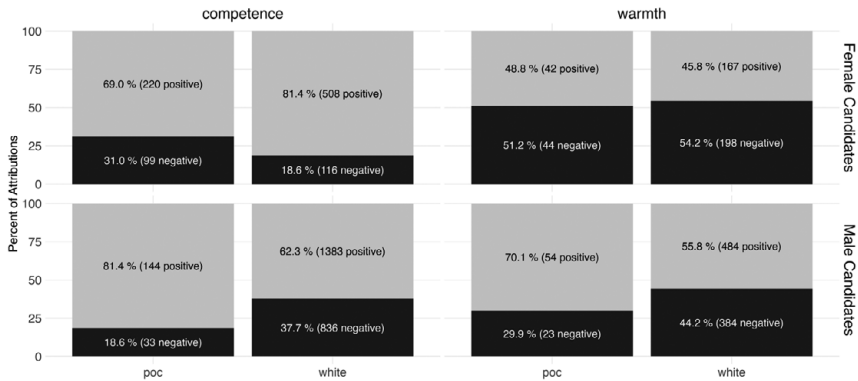 competence
warmth
100
75
50
25
0
69.0 % (220 positive)
31.0 % (99 negative)
81.4 % (508 positive)
18.6 % (116 negative)
48.8 % (42 positive)
51.2 % (44 negative)
45.8 % (167 positive)
54.2 % (198 negative)
Female Candidates
Percent of Attributions
100
75
50
25
0
81.4 % (144 positive)
18.6 % (33 negative)
62.3 % (1383 positive)
37.7 % (836 negative)
70.1 % (54 positive)
29.9 % (23 negative)
55.8 % (484 positive)
44.2 % (384 negative)
Male Candidates
poc
white
poc
white